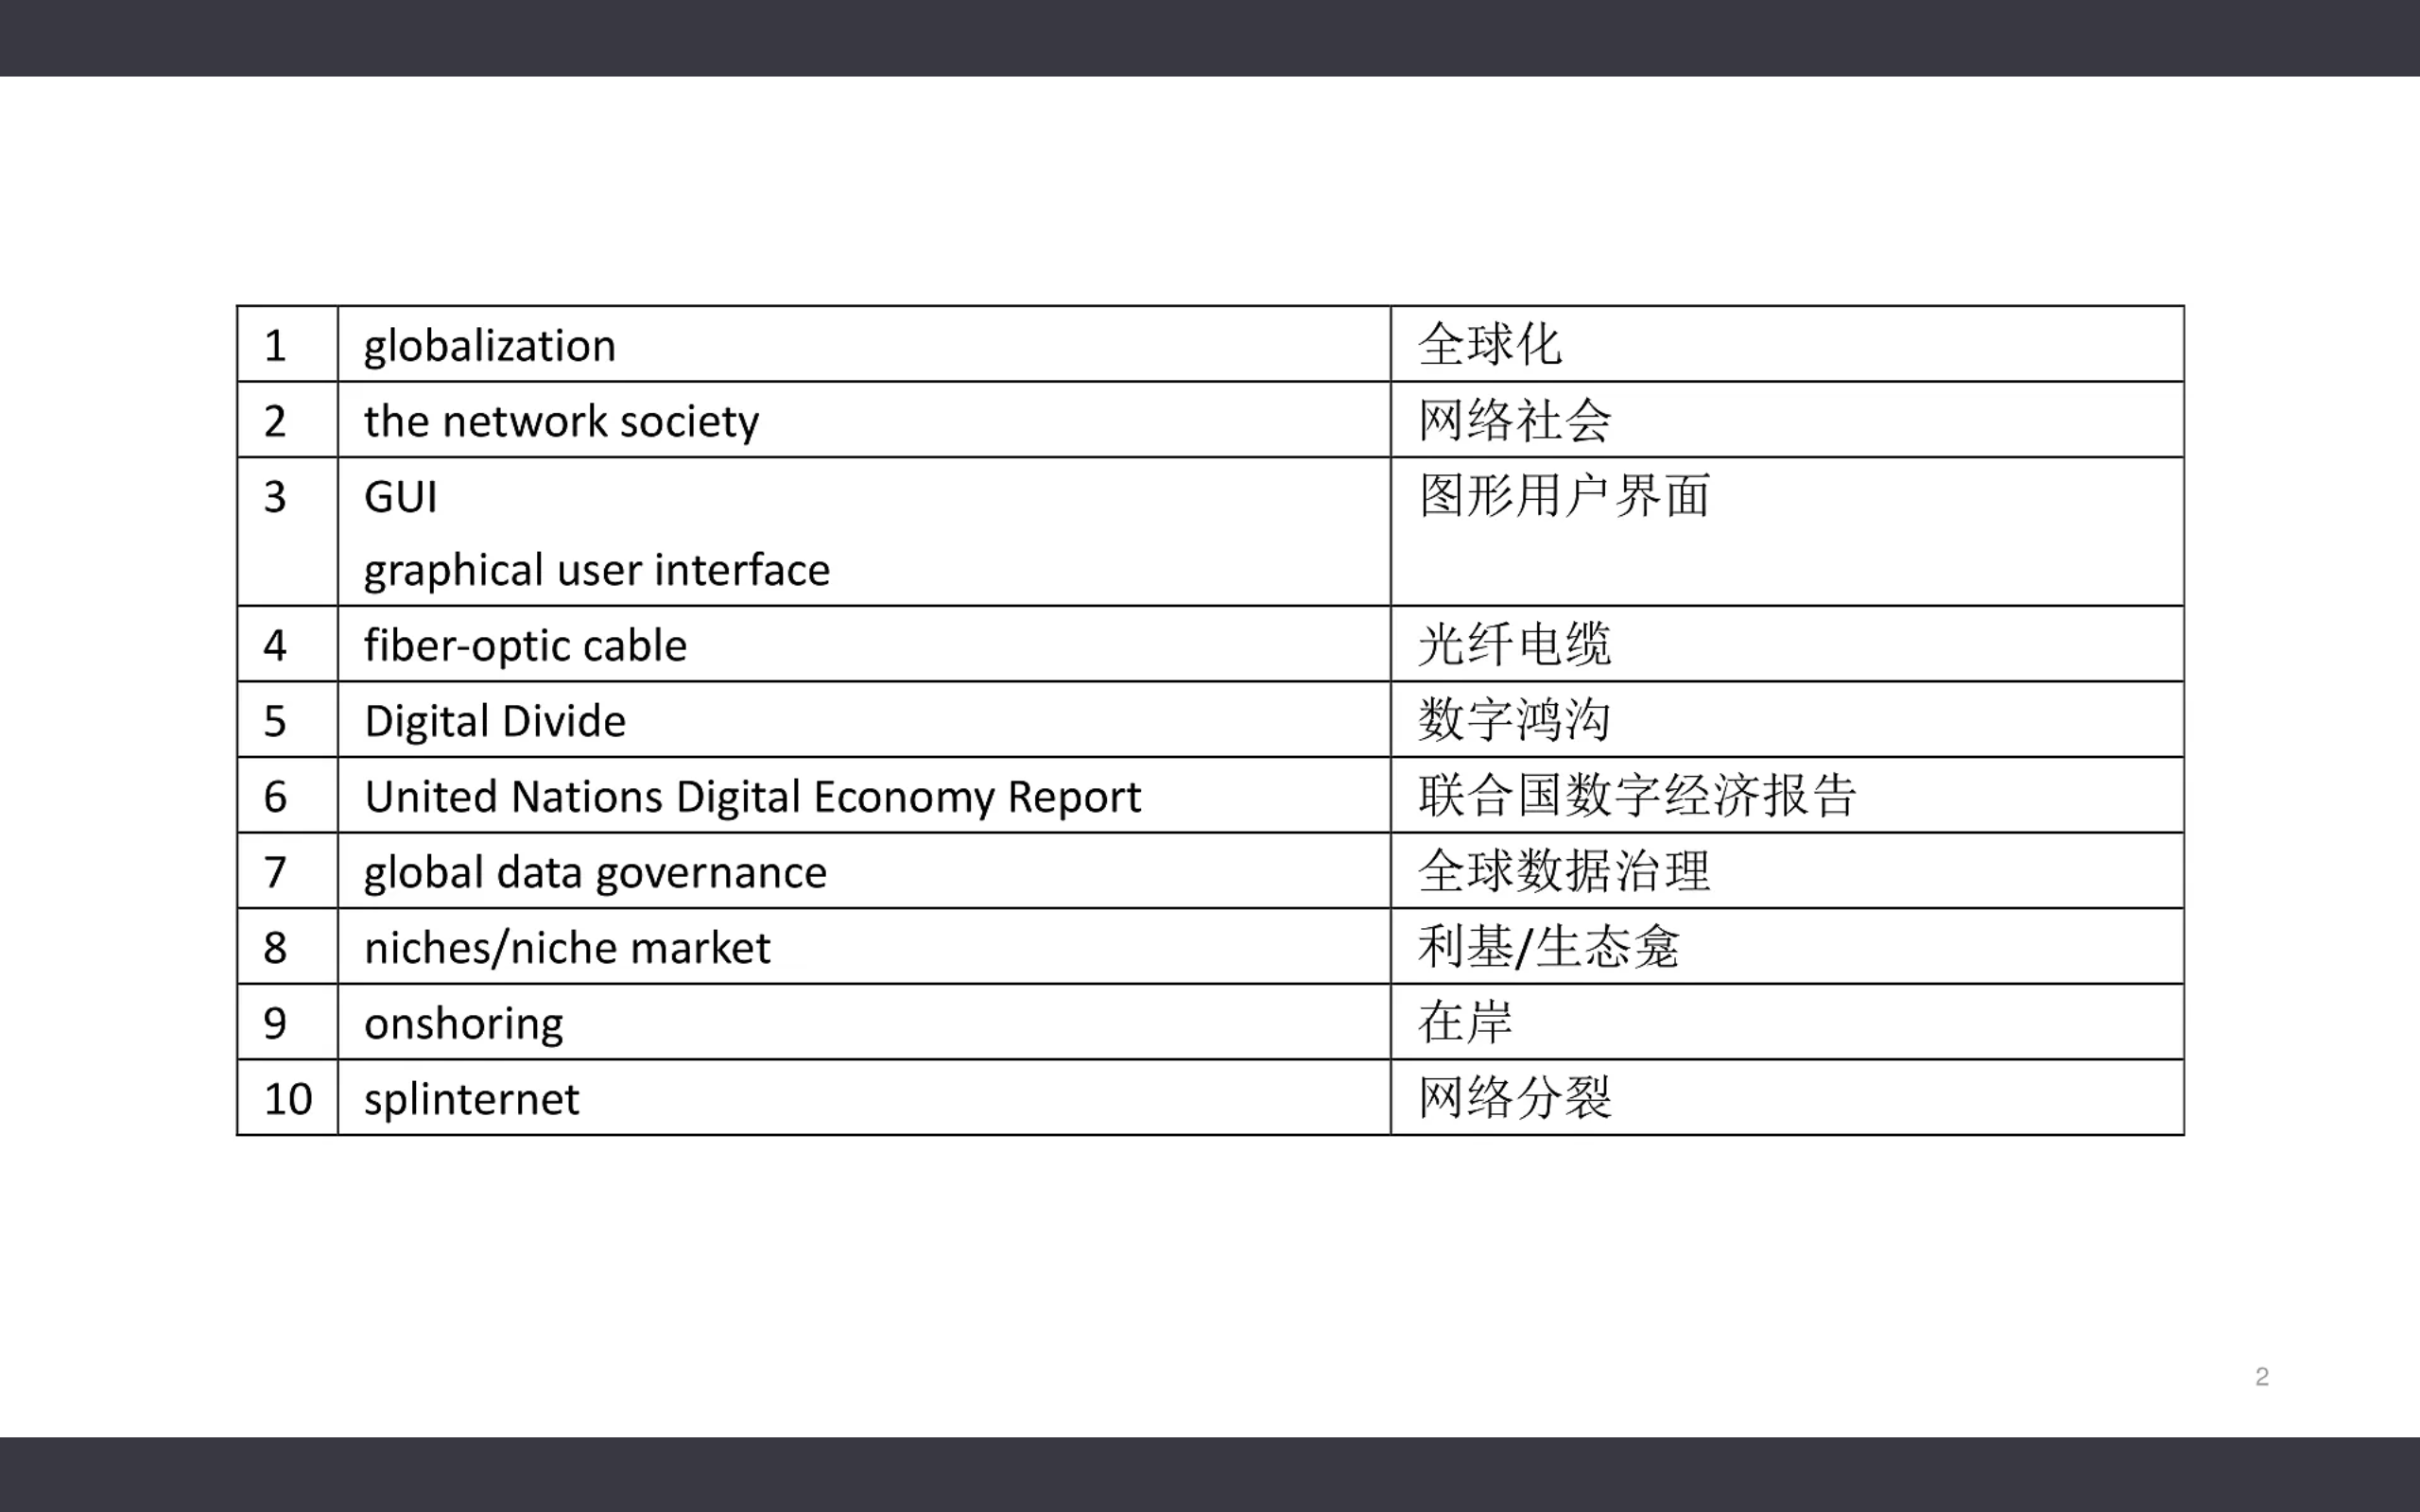 1 globalization 全球化
2 the network society 网络社会
3 GUI 图形用户界面
graphical user interface
4 fiber-optic cable 光纤电缆
5 Digital Divide 数字鸿沟
6 United Nations Digital Economy Report 联合国数字经济报告
7 global data governance 全球数据治理
8 niches/niche market 利基/生态龛
9 onshoring 在岸
10 splinternet 网络分裂
2